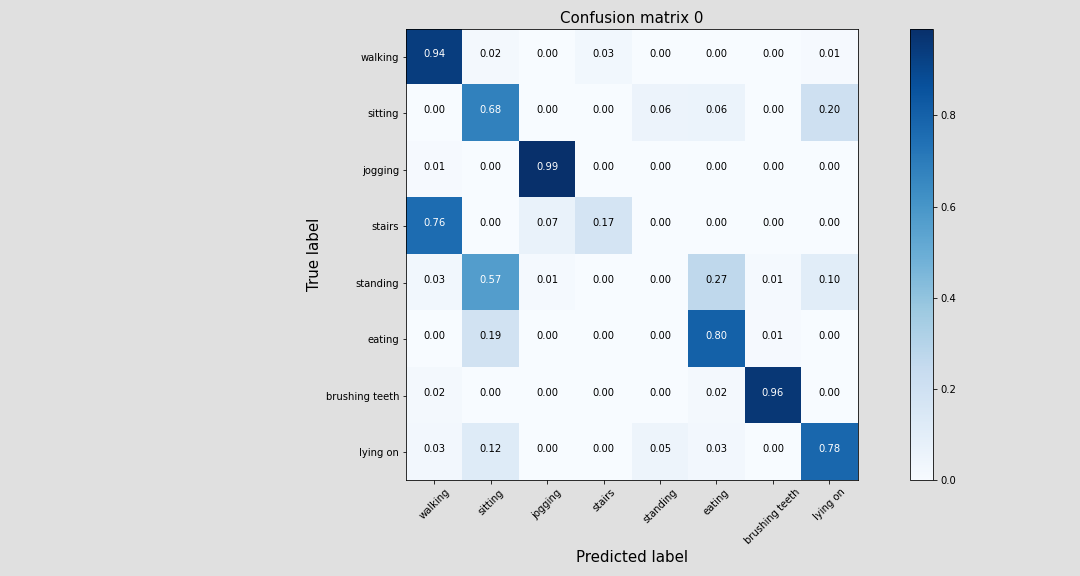 Confusion matrix 0
walking 0.94 0.02 0.00 0.03 0.00 0.00 0.00 0.01
sitting 0.00 0.68 0.00 0.00 0.06 0.06 0.00 0.20
jogging 0.01 0.00 0.99 0.00 0.00 0.00 0.00 0.00
stairs 0.76 0.00 0.07 0.17 0.00 0.00 0.00 0.00
standing 0.03 0.57 0.01 0.00 0.00 0.27 0.01 0.10
eating 0.00 0.19 0.00 0.00 0.00 0.80 0.01 0.00
brushing teeth 0.02 0.00 0.00 0.00 0.00 0.02 0.96 0.00
lying on 0.03 0.12 0.00 0.00 0.05 0.03 0.00 0.78
walking sitting jogging stairs standing eating brushing teeth lying on
Predicted label
True label
0.8
0.6
0.4
0.2
0.0